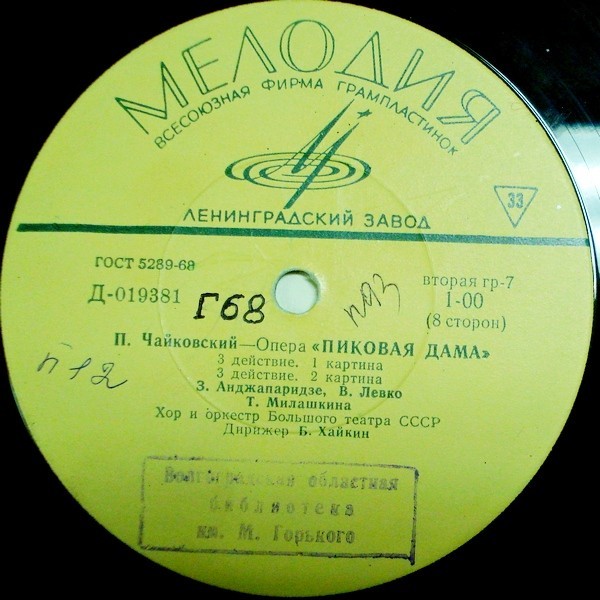 МЕЛОДИЯ
ВСЕСОЮЗНАЯ ФИРМА ГРАМПЛАСТИНОК
ЛЕНИНГРАДСКИЙ ЗАВОД
33
ГОСТ 5289-68
Д-019381
Г68
п93
вторая гр-7
1-00
(8 сторон)
П. Чайковский—Опера «ПИКОВАЯ ДАМА»
3 действие. 1 картина
3 действие. 2 картина
п12
З. Анджапаридзе, В. Левко
Т. Милашкина
Хор и оркестр Большого театра СССР
Дирижер Б. Хайкин
Волгоградская областная
библиотека
им. М. Горького